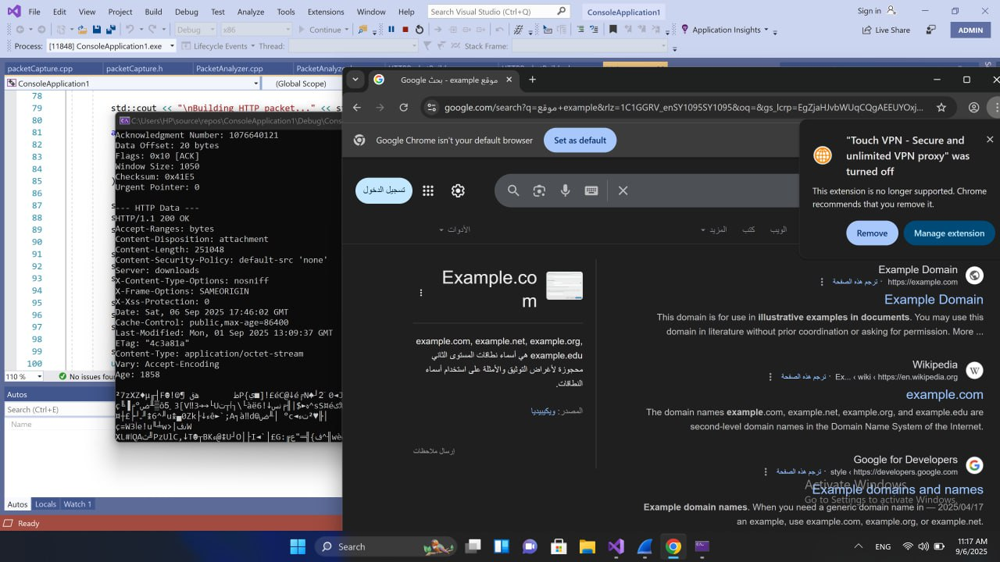 File Edit View Git Project Build Debug Test Analyze Tools Extensions Window Help Search Visual Studio (Ctrl+Q) ConsoleApplication1 Sign in
Debug x86 Continue Application Insights Live Share ADMIN
Process: [11848] ConsoleApplication1.exe Lifecycle Events Thread: Stack Frame:
packetCapture.cpp packetCapture.h PacketAnalyzer.cpp
ConsoleApplication1 (Global Scope)
78
79 std::cout << "\nBuilding HTTP packet..." <<
80
81
82
83
84
85
86
87
88
89
90
91
92
93
94
95
96
97
98
99
100
110 % No issues
Autos
Search (Ctrl+E)
Name
Autos Locals Watch 1
Ready
C:\Users\HP\source\repos\ConsoleApplication1\Debug\
Acknowledgment Number: 1076640121
Data Offset: 20 bytes
Flags: 0x10 [ACK]
Window Size: 1050
Checksum: 0x41E5
Urgent Pointer: 0
--- HTTP Data ---
HTTP/1.1 200 OK
Accept-Ranges: bytes
Content-Disposition: attachment
Content-Length: 251048
Content-Security-Policy: default-src 'none'
Server: downloads
X-Content-Type-Options: nosniff
X-Frame-Options: SAMEORIGIN
X-Xss-Protection: 0
Date: Sat, 06 Sep 2025 17:46:02 GMT
Cache-Control: public,max-age=86400
Last-Modified: Mon, 01 Sep 2025 13:09:37 GMT
ETag: "4c3a81a"
Content-Type: application/octet-stream
Vary: Accept-Encoding
Age: 1858
موقع example - بحث Google
google.com/search?q=موقع+example&rlz=1C1GGRV_enSY1095SY1095&oq=&gs_lcrp=EgZjaHJvbWUqCQgAEEUYOxj...
Google Chrome isn't your default browser Set as default
"Touch VPN - Secure and
unlimited VPN proxy" was
turned off
This extension is no longer supported. Chrome
recommends that you remove it.
Remove Manage extension
تسجيل الدخول
الويب كتب المزيد الأدوات
Example.co
m
example.com, example.net, example.org,
example.edu هي أسماء نطاقات المستوى الثاني
محجوزة لأغراض التوثيق والأمثلة على استخدام أسماء
النطاقات.
المصدر: ويكيبيديا
إرسال ملاحظات
Example Domain
https://example.com · ترجم هذه الصفحة
Example Domain
This domain is for use in illustrative examples in documents. You may use this
domain in literature without prior coordination or asking for permission. More ...
Wikipedia
https://en.wikipedia.org › wiki › Ex... · ترجم هذه الصفحة
example.com
The domain names example.com, example.net, example.org, and example.edu are
second-level domain names in the Domain Name System of the Internet.
Google for Developers
https://developers.google.com › style · ترجم هذه الصفحة
Example domains and names
Example domain names. When you need a generic domain name in — 2025/04/17
an example, use example.com, example.org, or example.net.
Activate Windows
Go to Settings to activate Windows.
Search ENG 11:17 AM
9/6/2025